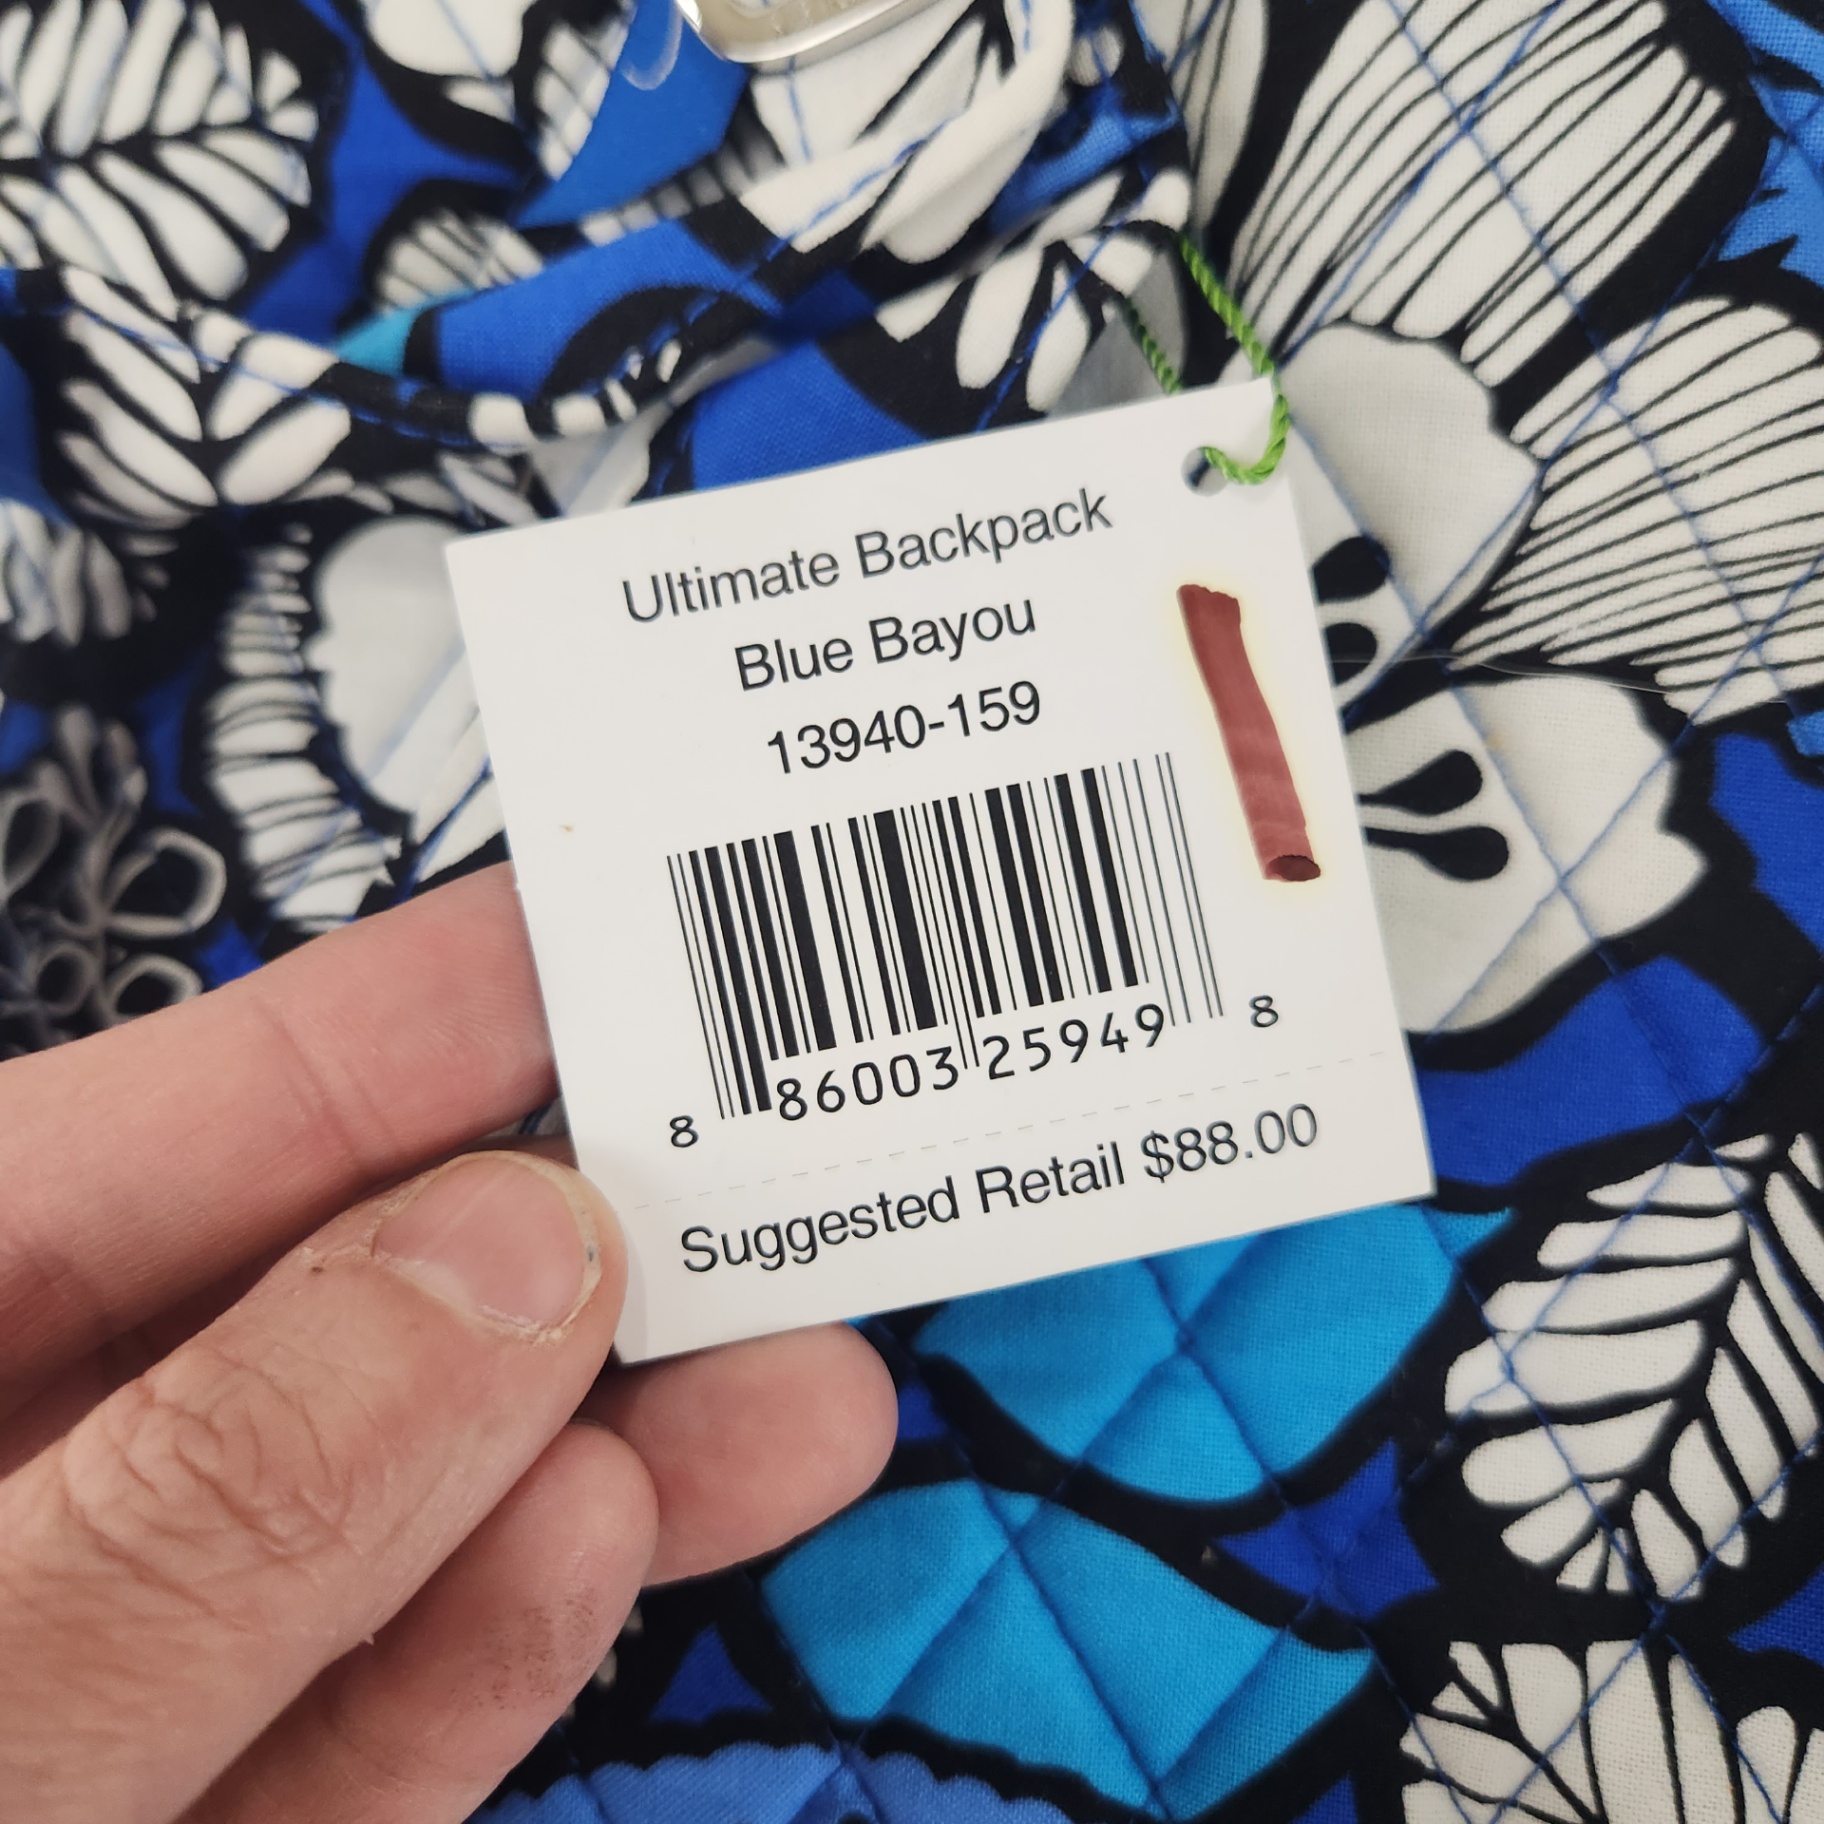 Ultimate Backpack
Blue Bayou
13940-159
8 86003 25949 8
Suggested Retail $88.00